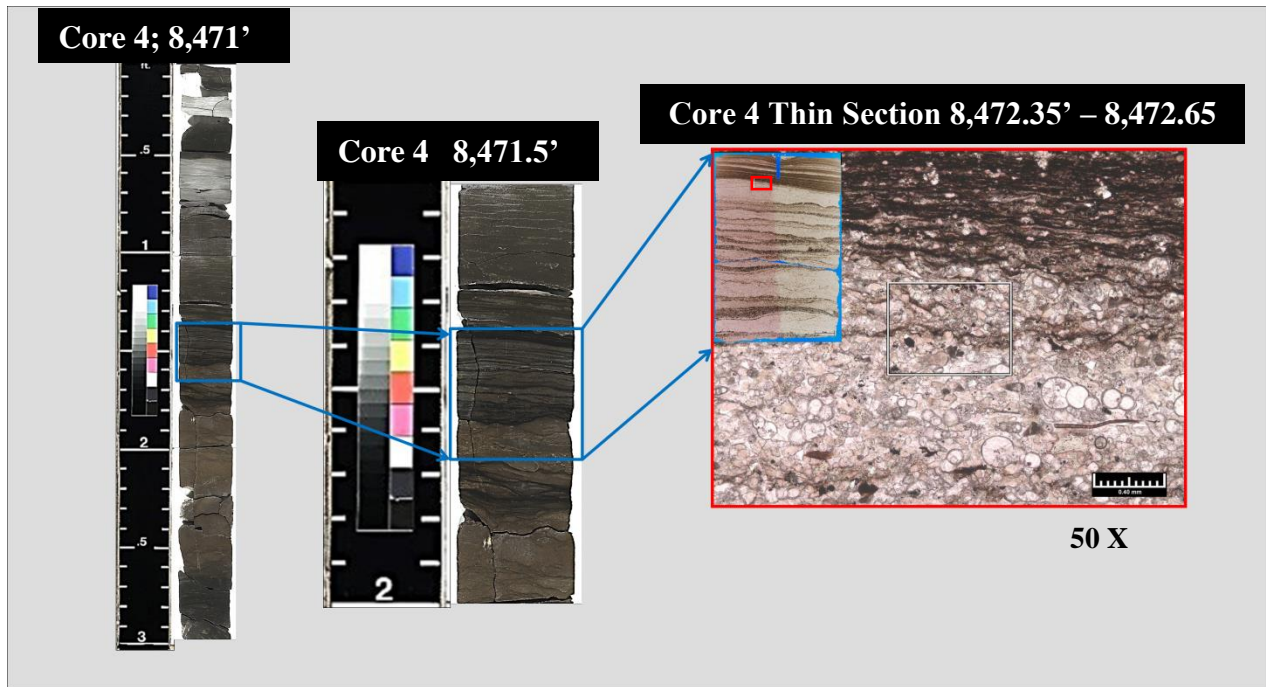 Core 4; 8,471’
ft.
.5
1
2
.5
3
Core 4 8,471.5’
2
Core 4 Thin Section 8,472.35’ – 8,472.65
0.40 mm
50 X